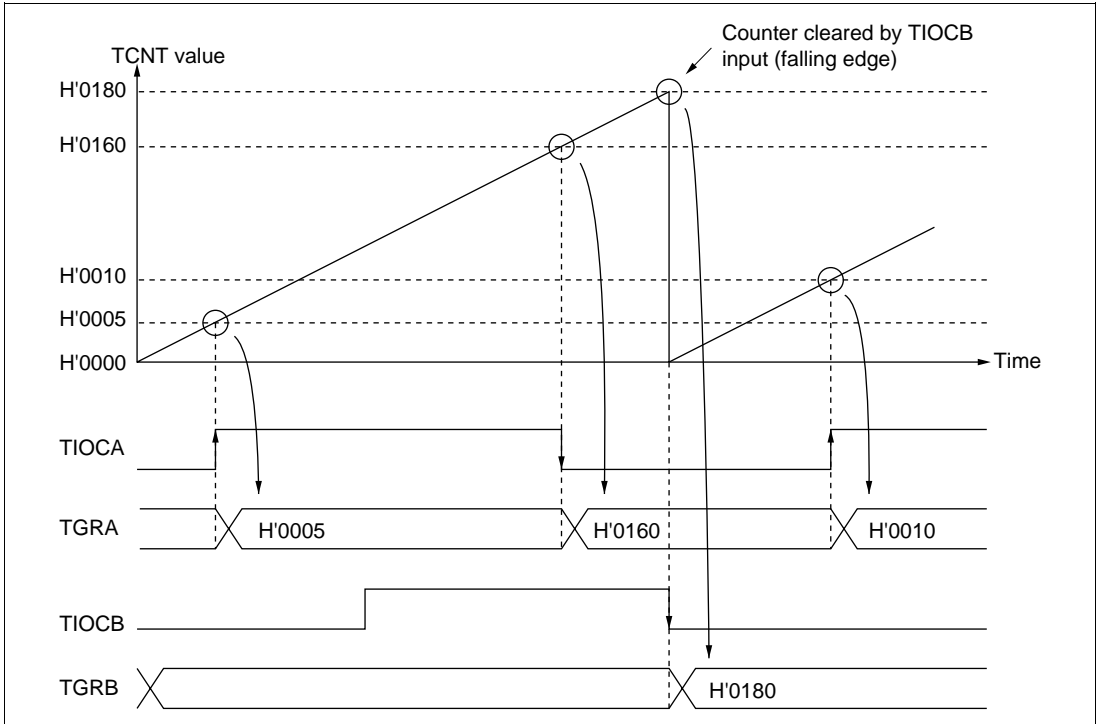 Counter cleared by TIOCB
input (falling edge)
TCNT value
H'0180
H'0160
H'0010
H'0005
H'0000
Time
TIOCA
TGRA
H'0005
H'0160
H'0010
TIOCB
TGRB
H'0180